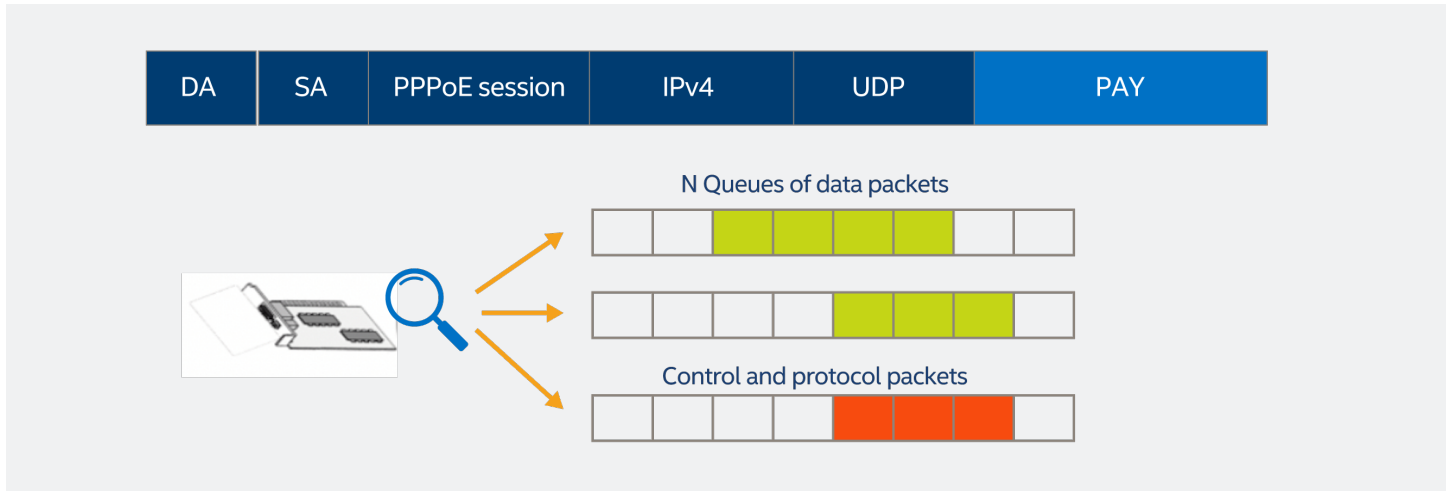 DA SA PPPoE session IPv4 UDP PAY
N Queues of data packets
Control and protocol packets